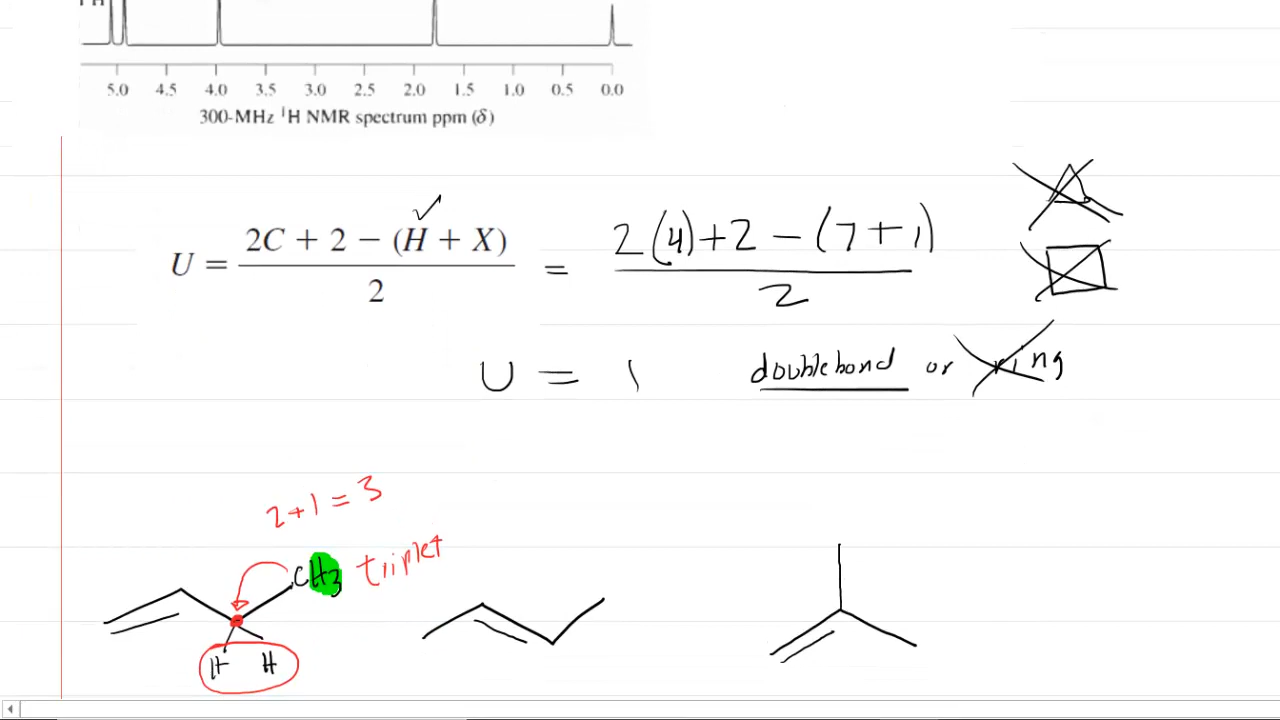 5.0 4.5 4.0 3.5 3.0 2.5 2.0 1.5 1.0 0.5 0.0
300-MHz ¹H NMR spectrum ppm (δ)
U = (2C + 2 − (H + X)) / 2 = (2(4)+2 − (7+1)) / 2
U = 1 double bond or ring
2+1=3
CH3 triplet
H H